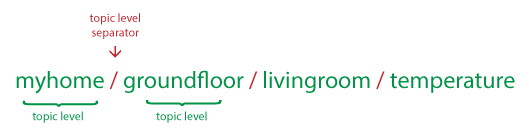 topic level
separator
myhome / groundfloor / livingroom / temperature
topic level topic level